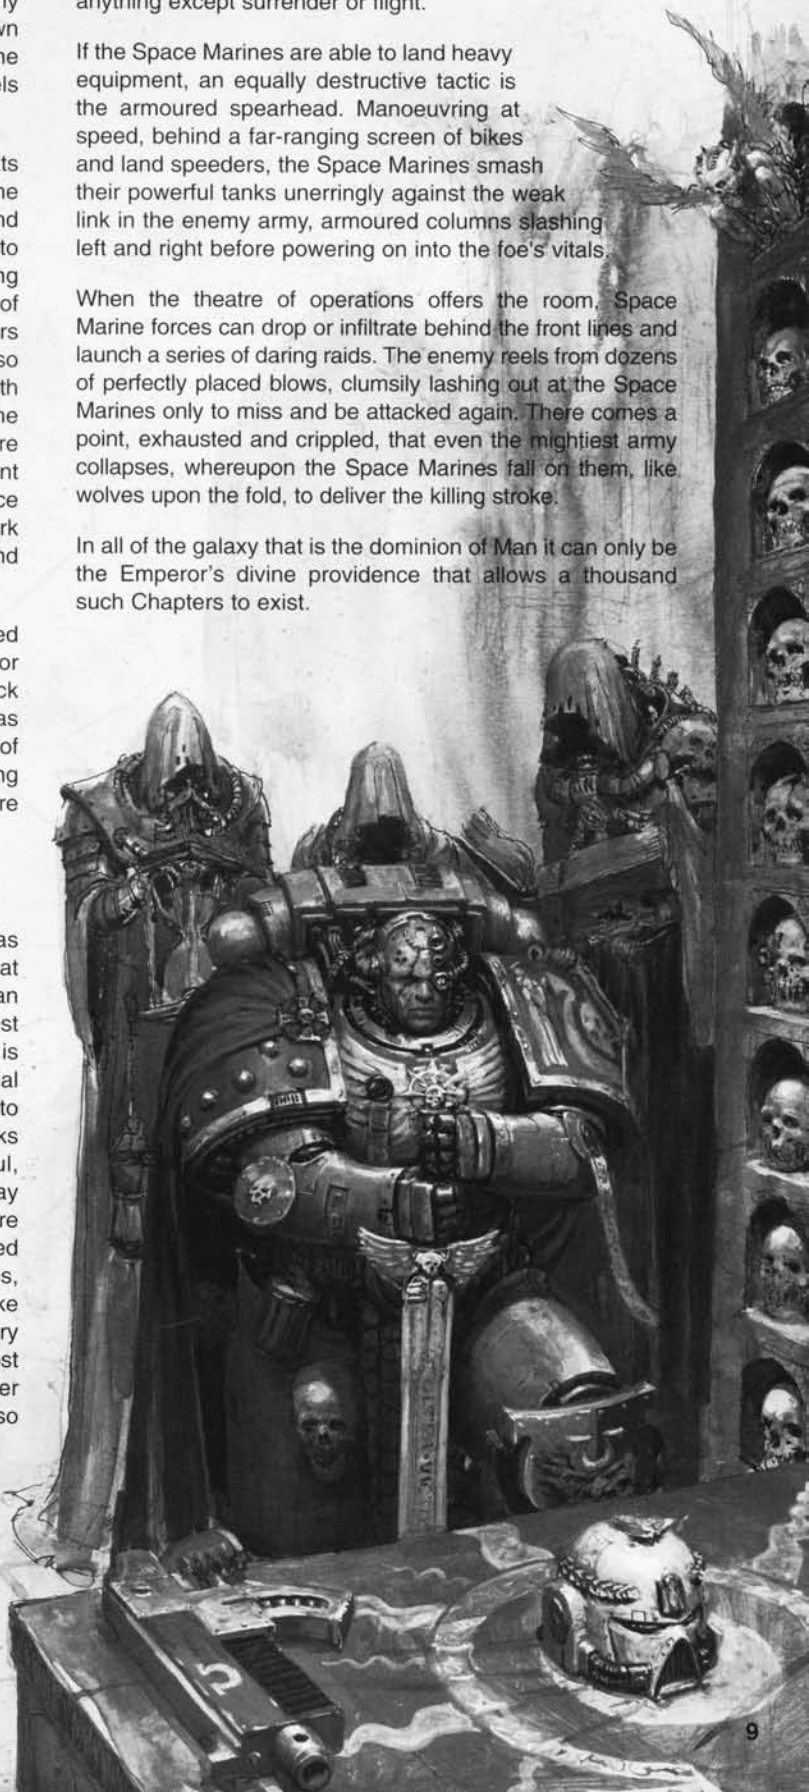 anything except surrender or flight.
If the Space Marines are able to land heavy
equipment, an equally destructive tactic is
the armoured spearhead. Manoeuvring at
speed, behind a far-ranging screen of bikes
and land speeders, the Space Marines smash
their powerful tanks unerringly against the weak
link in the enemy army, armoured columns slashing
left and right before powering on into the foe's vitals.
When the theatre of operations offers the room, Space
Marine forces can drop or infiltrate behind the front lines and
launch a series of daring raids. The enemy reels from dozens
of perfectly placed blows, clumsily lashing out at the Space
Marines only to miss and be attacked again. There comes a
point, exhausted and crippled, that even the mightiest army
collapses, whereupon the Space Marines fall on them, like
wolves upon the fold, to deliver the killing stroke.
In all of the galaxy that is the dominion of Man it can only be
the Emperor's divine providence that allows a thousand
such Chapters to exist.
9